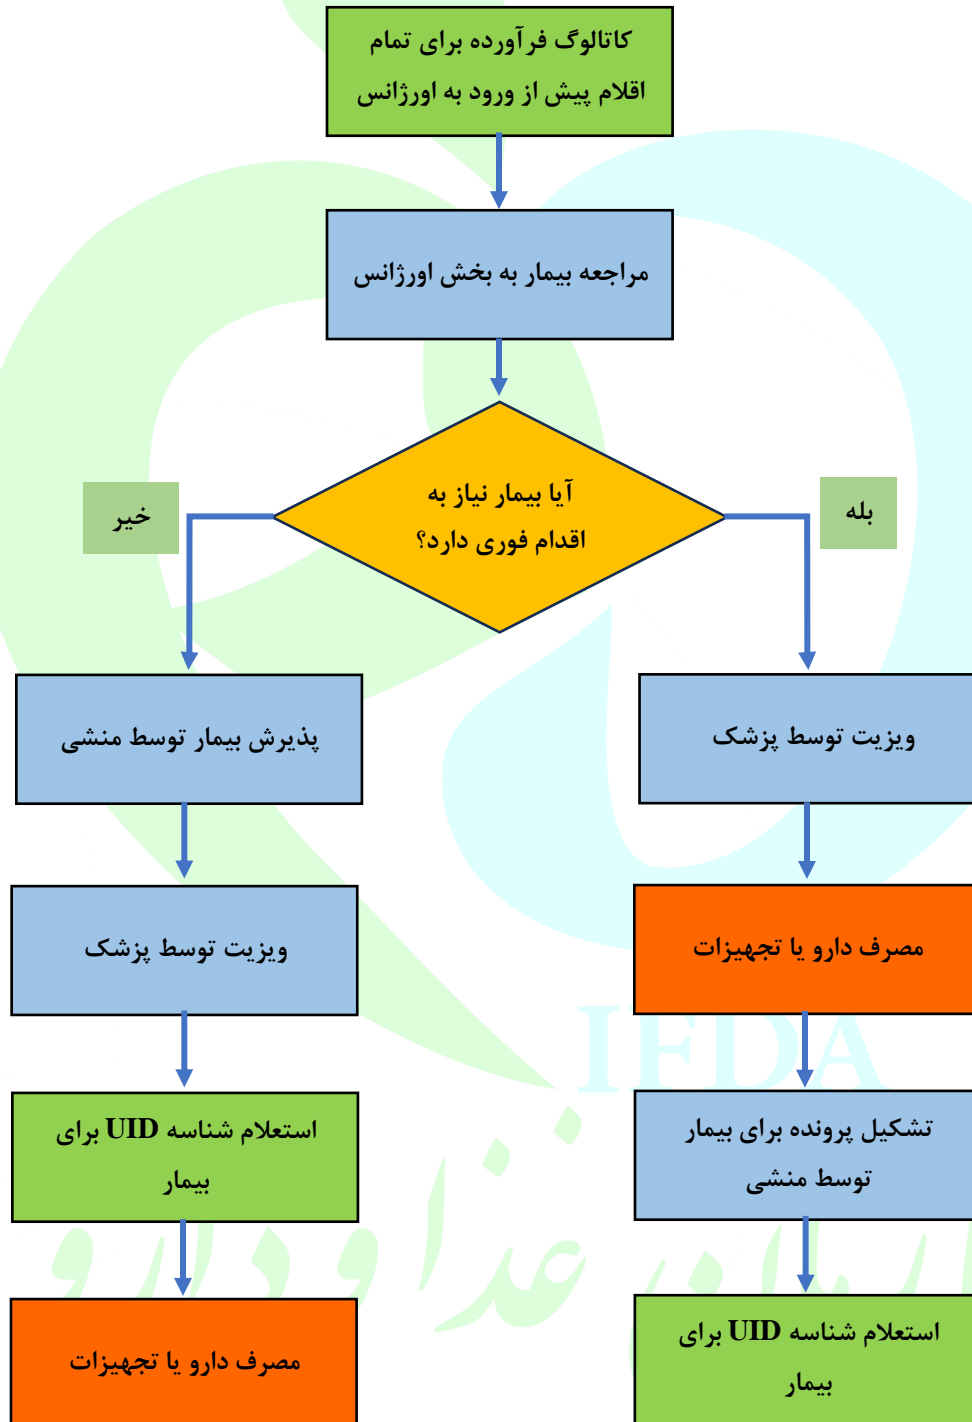 کاتالوگ فرآورده برای تمام
اقلام پیش از ورود به اورژانس
مراجعه بیمار به بخش اورژانس
آیا بیمار نیاز به
اقدام فوری دارد؟
بله
خیر
ویزیت توسط پزشک
پذیرش بیمار توسط منشی
مصرف دارو یا تجهیزات
ویزیت توسط پزشک
تشکیل پرونده برای بیمار
توسط منشی
استعلام شناسه UID برای
بیمار
استعلام شناسه UID برای
بیمار
مصرف دارو یا تجهیزات
IFDA
غذا و دارو